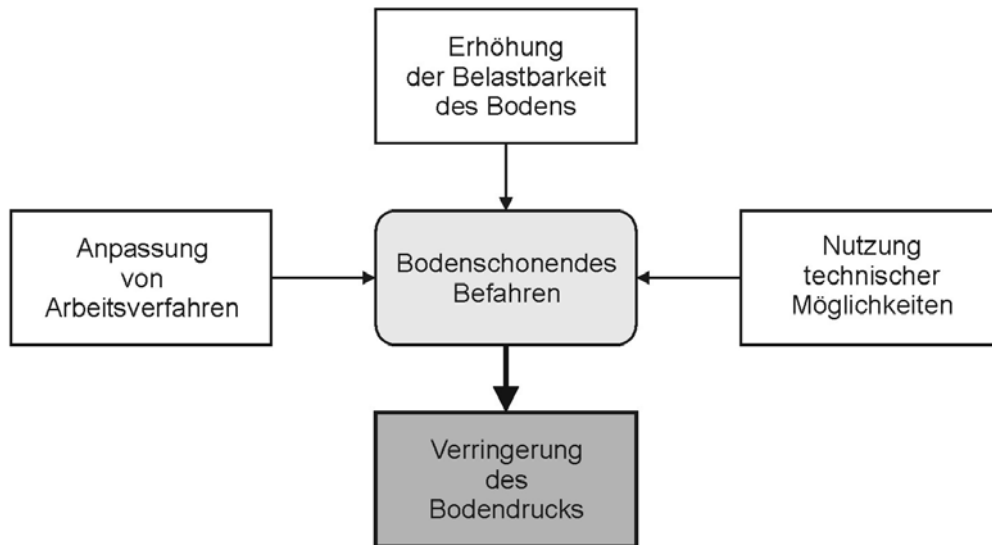 Erhöhung
der Belastbarkeit
des Bodens
Anpassung
von
Arbeitsverfahren
Bodenschonendes
Befahren
Nutzung
technischer
Möglichkeiten
Verringerung
des
Bodendrucks